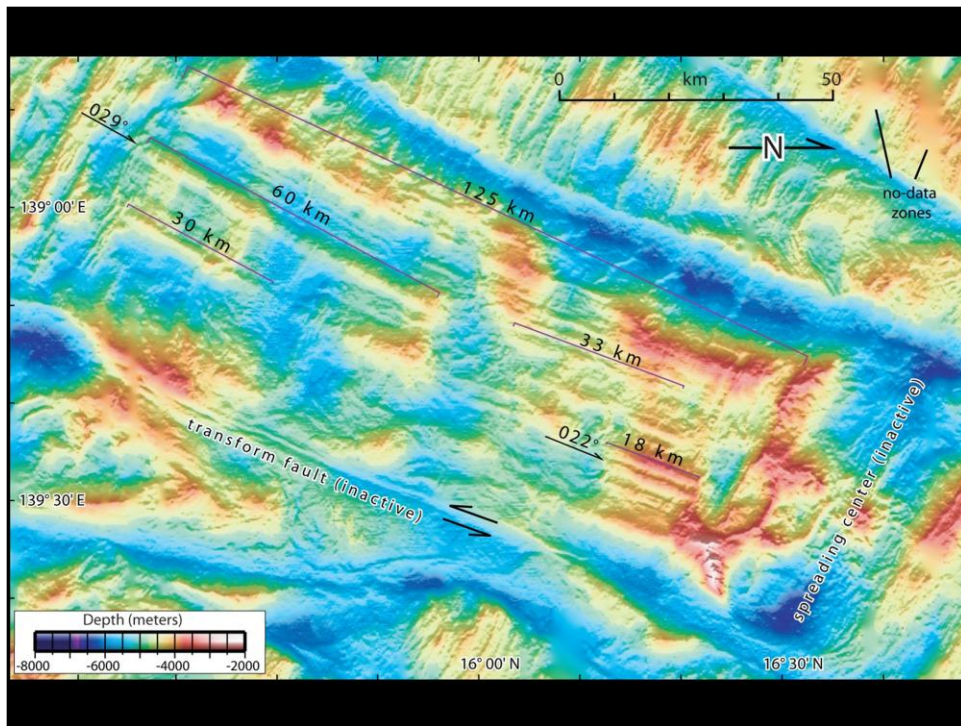 0 km 50
029°
N
125 km
60 km
no-data
zones
139° 00' E
30 km
33 km
022°
18 km
transform fault (inactive)
spreading center (inactive)
139° 30' E
Depth (meters)
-8000 -6000 -4000 -2000
16° 00' N
16° 30' N